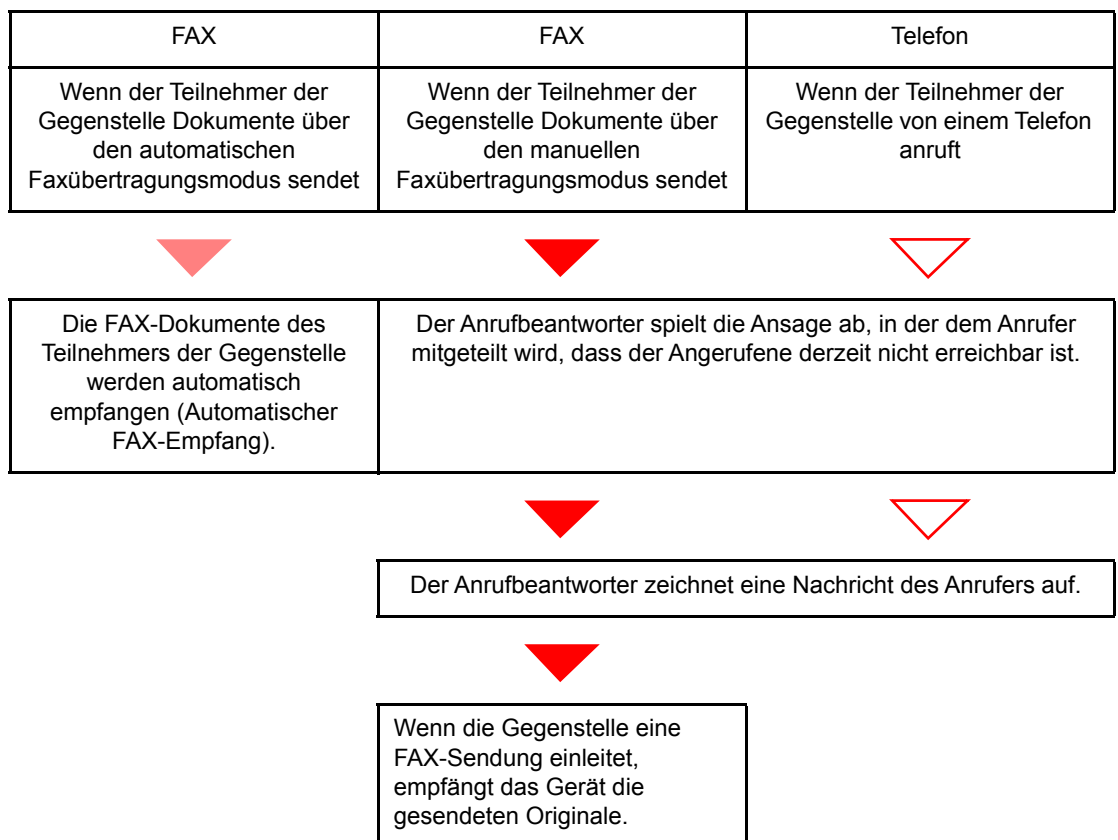 FAX
FAX
Telefon
Wenn der Teilnehmer der
Gegenstelle Dokumente über
den automatischen
Faxübertragungsmodus sendet
Wenn der Teilnehmer der
Gegenstelle Dokumente über
den manuellen
Faxübertragungsmodus sendet
Wenn der Teilnehmer der
Gegenstelle von einem Telefon
anruft
Die FAX-Dokumente des
Teilnehmers der Gegenstelle
werden automatisch
empfangen (Automatischer
FAX-Empfang).
Der Anrufbeantworter spielt die Ansage ab, in der dem Anrufer
mitgeteilt wird, dass der Angerufene derzeit nicht erreichbar ist.
Der Anrufbeantworter zeichnet eine Nachricht des Anrufers auf.
Wenn die Gegenstelle eine
FAX-Sendung einleitet,
empfängt das Gerät die
gesendeten Originale.